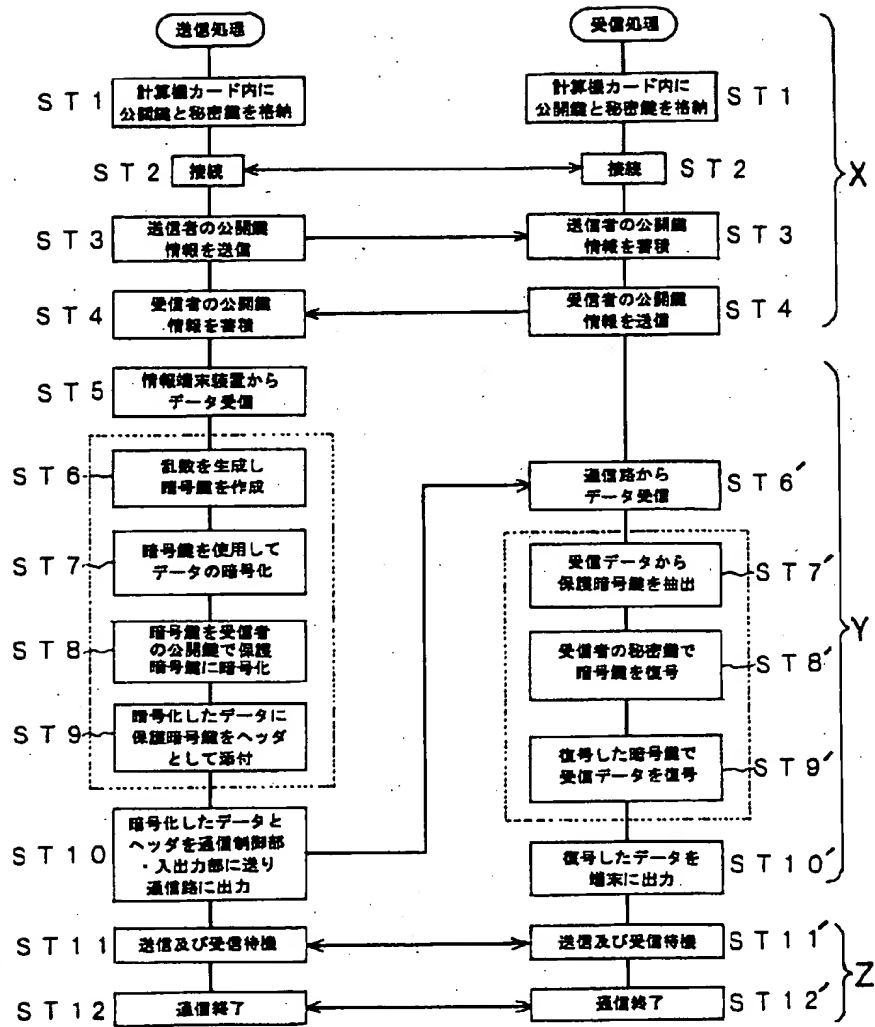 送信処理
受信処理
ST1
計算機カード内に
公開鍵と秘密鍵を格納
計算機カード内に
公開鍵と秘密鍵を格納
ST1
ST2
接続
接続
ST2
X
ST3
送信者の公開鍵
情報を送信
送信者の公開鍵
情報を蓄積
ST3
ST4
受信者の公開鍵
情報を蓄積
受信者の公開鍵
情報を送信
ST4
ST5
情報端末装置から
データ受信
ST6
乱数を生成し
暗号鍵を作成
通信路から
データ受信
ST6′
ST7
暗号鍵を使用して
データの暗号化
受信データから
保護暗号鍵を抽出
ST7′
Y
ST8
暗号鍵を受信者
の公開鍵で保護
暗号鍵に暗号化
受信者の秘密鍵で
暗号鍵を復号
ST8′
ST9
暗号化したデータに
保護暗号鍵をヘッダ
として添付
復号した暗号鍵で
受信データを復号
ST9′
ST10
暗号化したデータと
ヘッダを通信制御部
・入出力部に送り
通信路に出力
復号したデータを
端末に出力
ST10′
ST11
送信及び受信待機
送信及び受信待機
ST11′
Z
ST12
通信終了
通信終了
ST12′